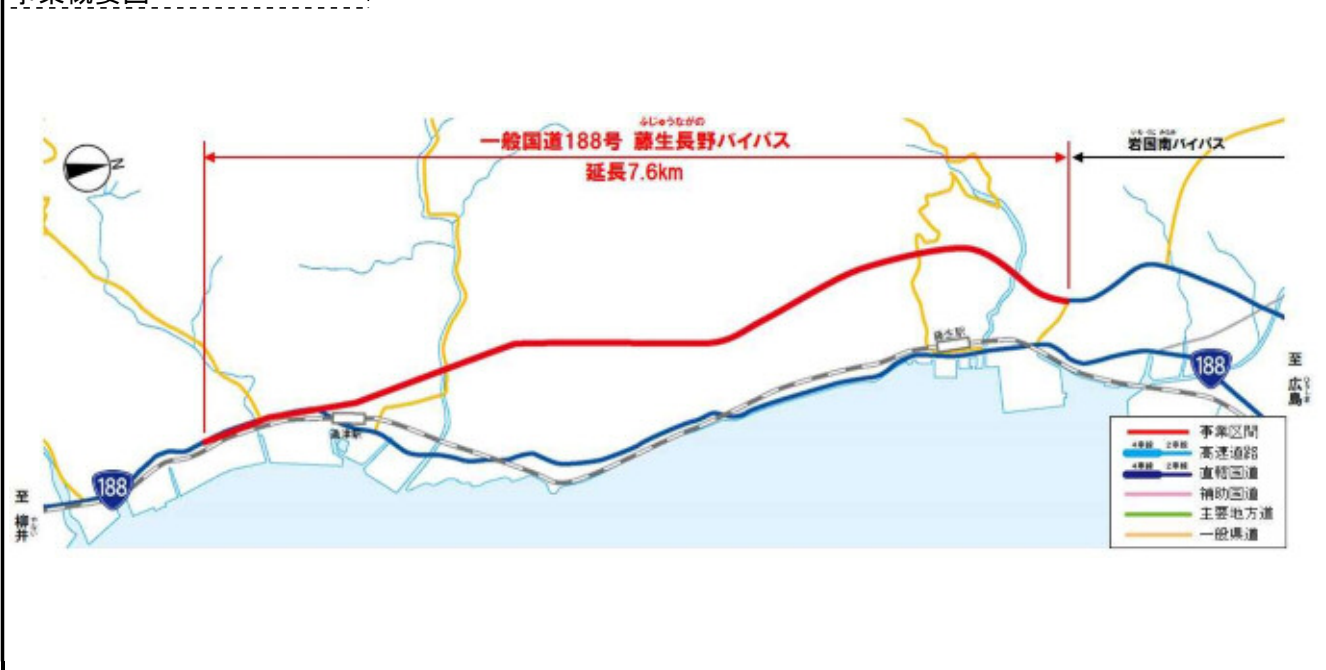 事業概要図
ふじゅうながの
一般国道188号 藤生長野バイパス
延長7.6km
岩国南バイパス
N
188
至 広島
188
至 柳井
やない
通津駅
事業区間
4車線 2車線
高速道路
4車線 2車線
直轄国道
補助国道
主要地方道
一般県道